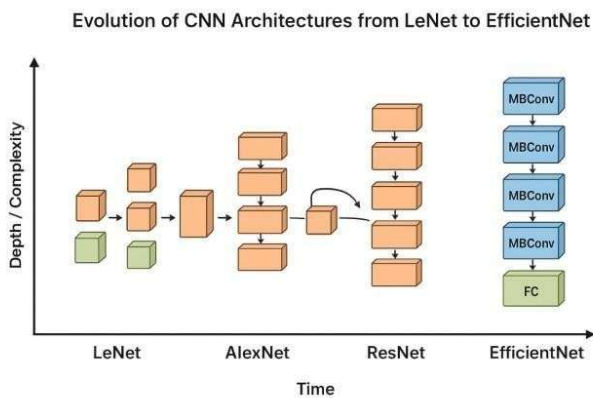 Evolution of CNN Architectures from LeNet to EfficientNet
Depth / Complexity
MBConv
MBConv
MBConv
MBConv
FC
LeNet
AlexNet
ResNet
EfficientNet
Time